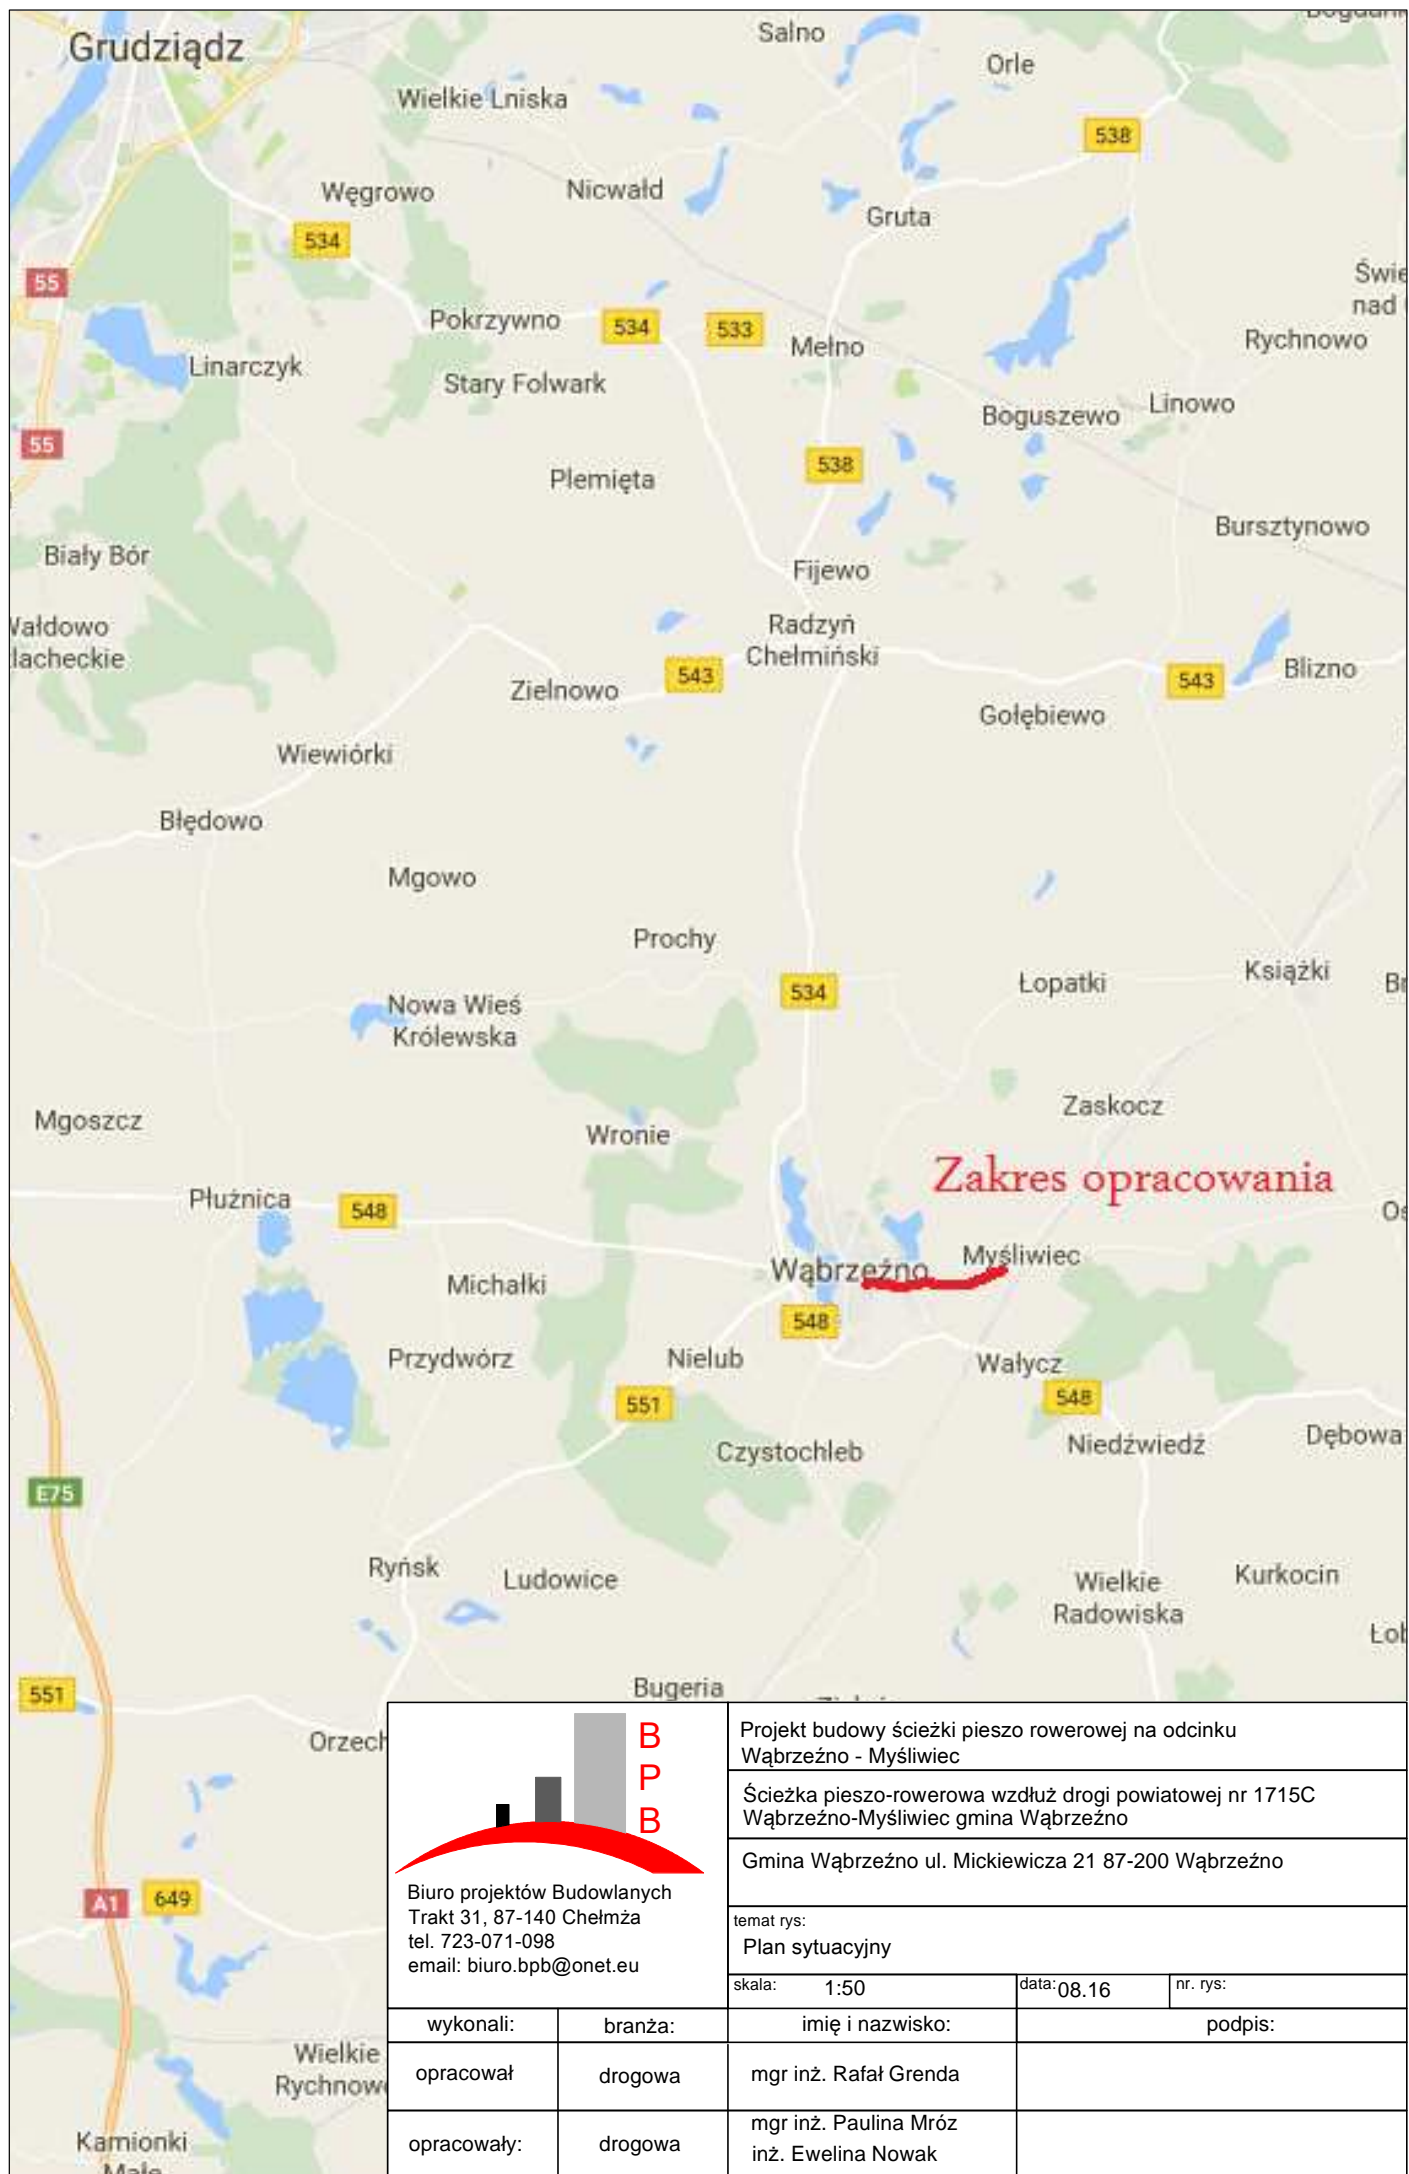 Grudziądz
Salno
Orle
Wielkie Lniska
538
Węgrowo
Nicwałd
Gruta
534
55
Świe
nad
Pokrzywno
534
533
Mełno
Rychnowo
Linarczyk
Stary Folwark
Boguszewo
Linowo
55
538
Plemięta
Bursztynowo
Biały Bór
Fijewo
Radzyń
Chełmiński
lacheckie
543
Blizno
Zielnowo
543
Gołębiewo
Wiewiórki
Błędowo
Mgowo
Prochy
Książki
Łopatki
Br
534
Nowa Wieś
Królewska
Zaskocz
Mgoszcz
Wronie
Zakres opracowania
Płużnica
548
Os
Myśliwiec
Wąbrzeźno
Michałki
548
Przydwórz
Nielub
Wałycz
551
548
Czystochleb
Niedźwiedź
Dębowa
E75
Ryńsk
Ludowice
Wielkie
Radowiska
Kurkocin
Bugeria
551
Orzech
B
P
B
Biuro projektów Budowlanych
Trakt 31, 87-140 Chełmża
tel. 723-071-098
email: biuro.bpb@onet.eu
Projekt budowy ścieżki pieszo rowerowej na odcinku
Wąbrzeźno - Myśliwiec
Ścieżka pieszo-rowerowa wzdłuż drogi powiatowej nr 1715C
Wąbrzeźno-Myśliwiec gmina Wąbrzeźno
Gmina Wąbrzeźno ul. Mickiewicza 21 87-200 Wąbrzeźno
temat rys:
Plan sytuacyjny
skala: 1:50 data: 08.16 nr. rys:
A1
649
wykonali: branża: imię i nazwisko: podpis:
opracował drogowa mgr inż. Rafał Grenda
opracowały: drogowa mgr inż. Paulina Mróz
inż. Ewelina Nowak
Wielkie
Rychnow
Kamionki